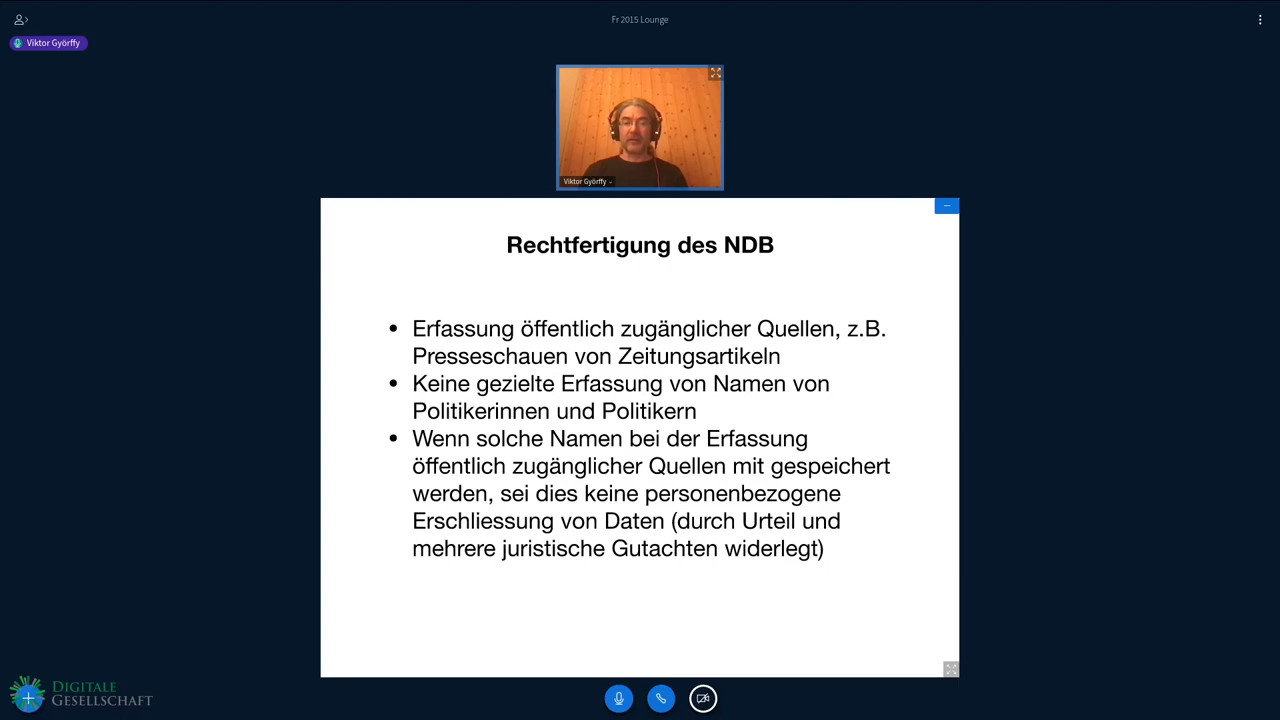 Fr 2015 Lounge
Viktor Györffy
Viktor Györffy
Rechtfertigung des NDB
• Erfassung öffentlich zugänglicher Quellen, z.B.
Presseschauen von Zeitungsartikeln
• Keine gezielte Erfassung von Namen von
Politikerinnen und Politikern
• Wenn solche Namen bei der Erfassung
öffentlich zugänglicher Quellen mit gespeichert
werden, sei dies keine personenbezogene
Erschliessung von Daten (durch Urteil und
mehrere juristische Gutachten widerlegt)
DIGITALE
GESELLSCHAFT